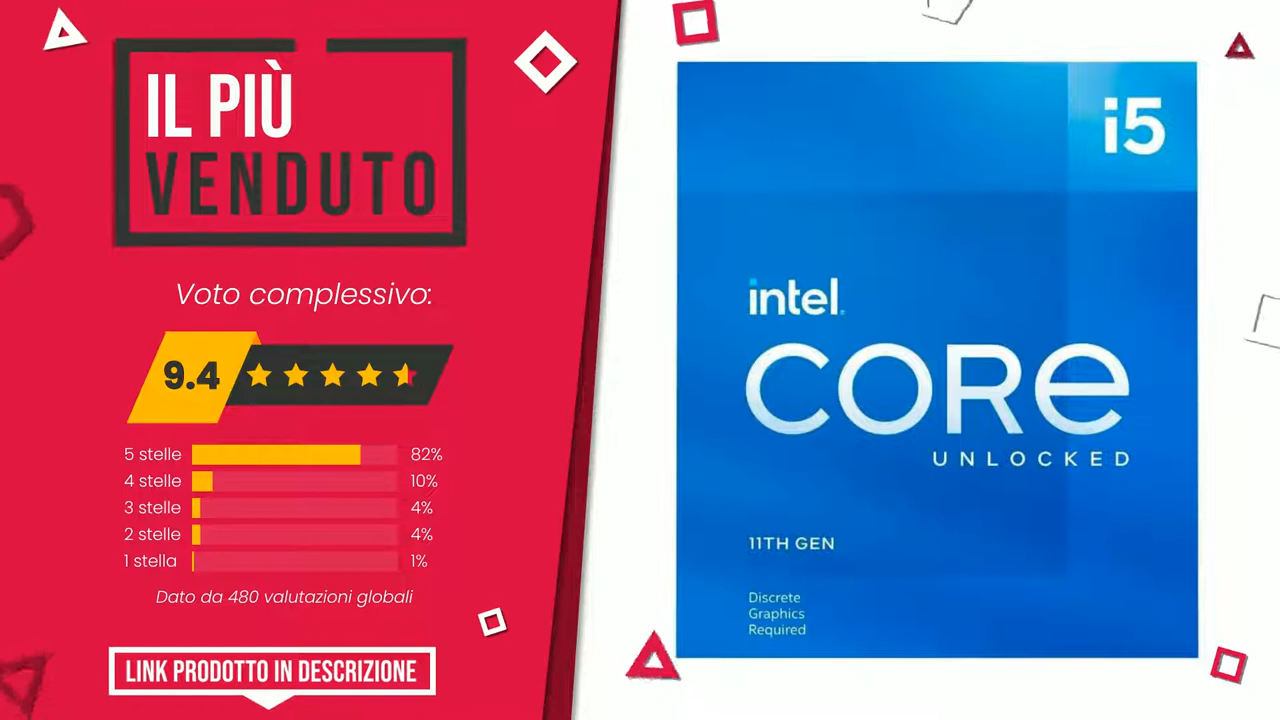 IL PIÙ
VENDUTO
Voto complessivo:
9.4
5 stelle 82%
4 stelle 10%
3 stelle 4%
2 stelle 4%
1 stella 1%
Dato da 480 valutazioni globali
LINK PRODOTTO IN DESCRIZIONE
i5
intel
CORE
UNLOCKED
11TH GEN
Discrete
Graphics
Required